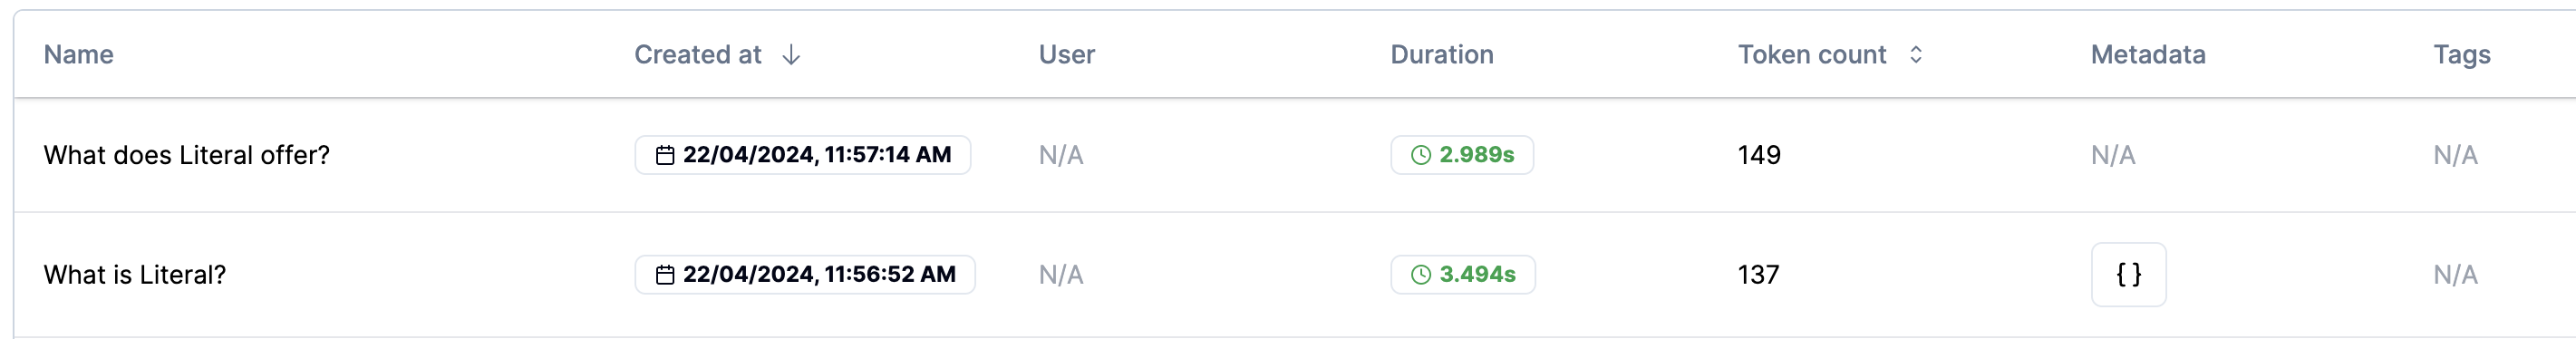 Name Created at User Duration Token count Metadata Tags
What does Literal offer? 22/04/2024, 11:57:14 AM N/A 2.989s 149 N/A N/A
What is Literal? 22/04/2024, 11:56:52 AM N/A 3.494s 137 {} N/A